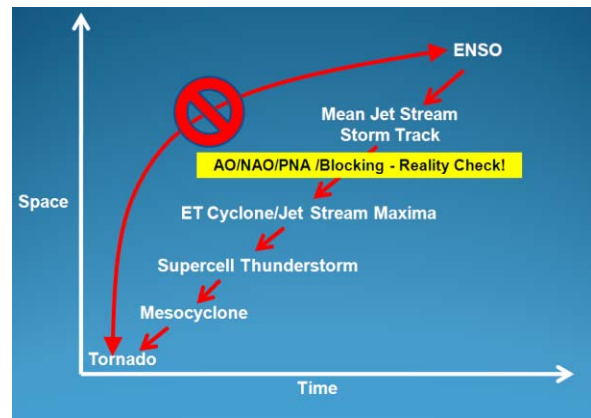 ENSO
Mean Jet Stream
Storm Track
AO/NAO/PNA /Blocking - Reality Check!
Space
ET Cyclone/Jet Stream Maxima
Supercell Thunderstorm
Mesocyclone
Tornado
Time